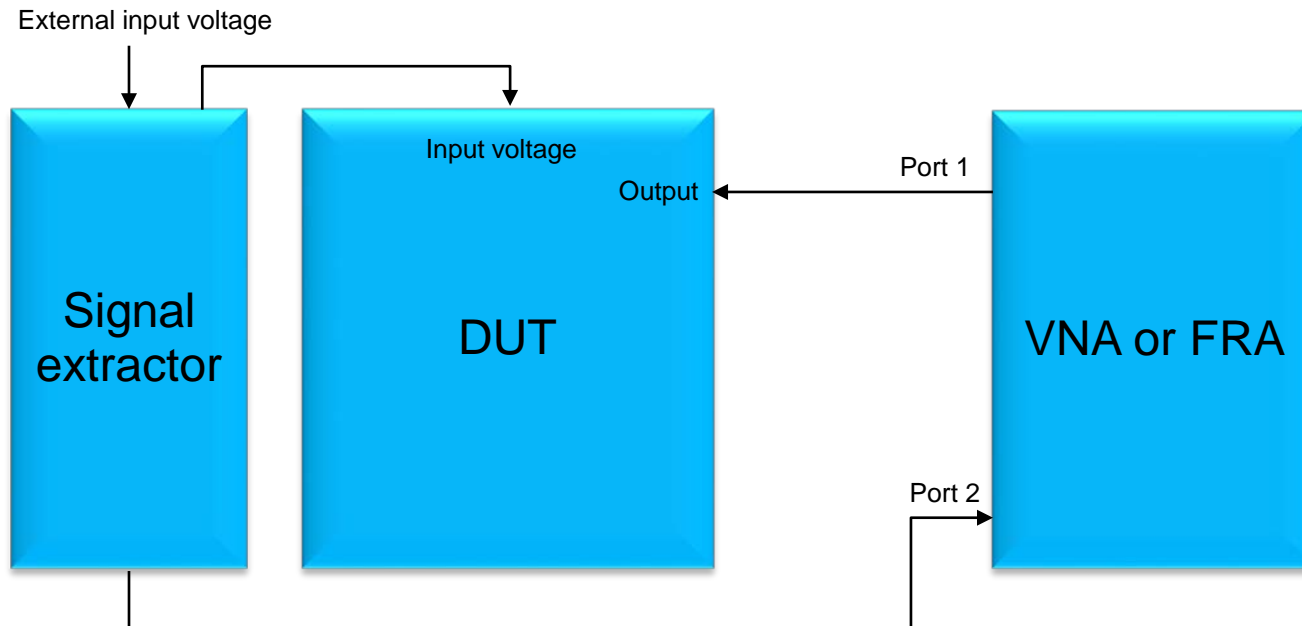 External input voltage
Input voltage
Output
Port 1
Signal
extractor
DUT
VNA or FRA
Port 2